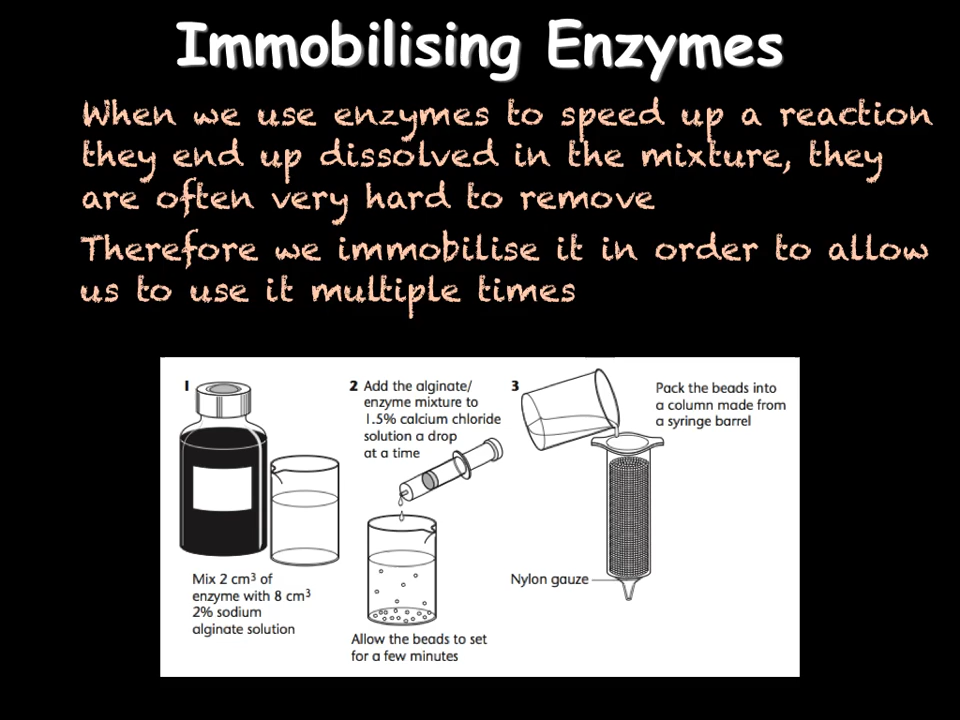 Immobilising Enzymes
When we use enzymes to speed up a reaction
they end up dissolved in the mixture, they
are often very hard to remove
Therefore we immobilise it in order to allow
us to use it multiple times
1
Mix 2 cm³ of
enzyme with 8 cm³
2% sodium
alginate solution
2 Add the alginate/
enzyme mixture to
1.5% calcium chloride
solution a drop
at a time
Allow the beads to set
for a few minutes
3
Pack the beads into
a column made from
a syringe barrel
Nylon gauze